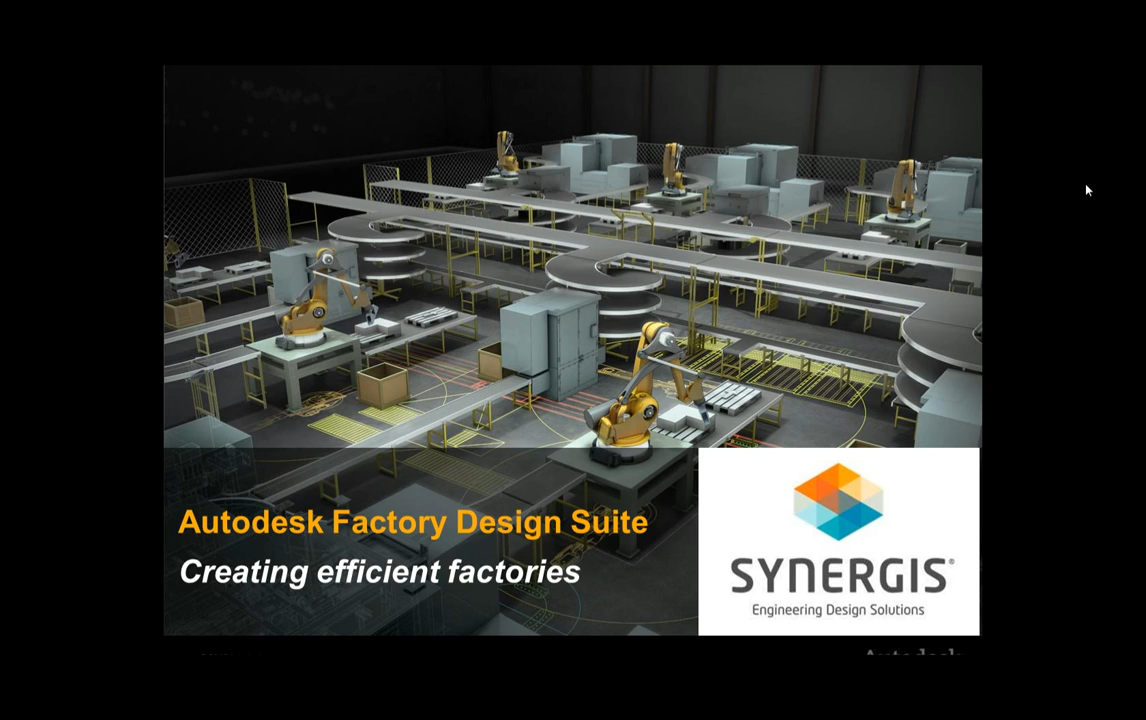 Autodesk Factory Design Suite
Creating efficient factories
SYNERGIS®
Engineering Design Solutions